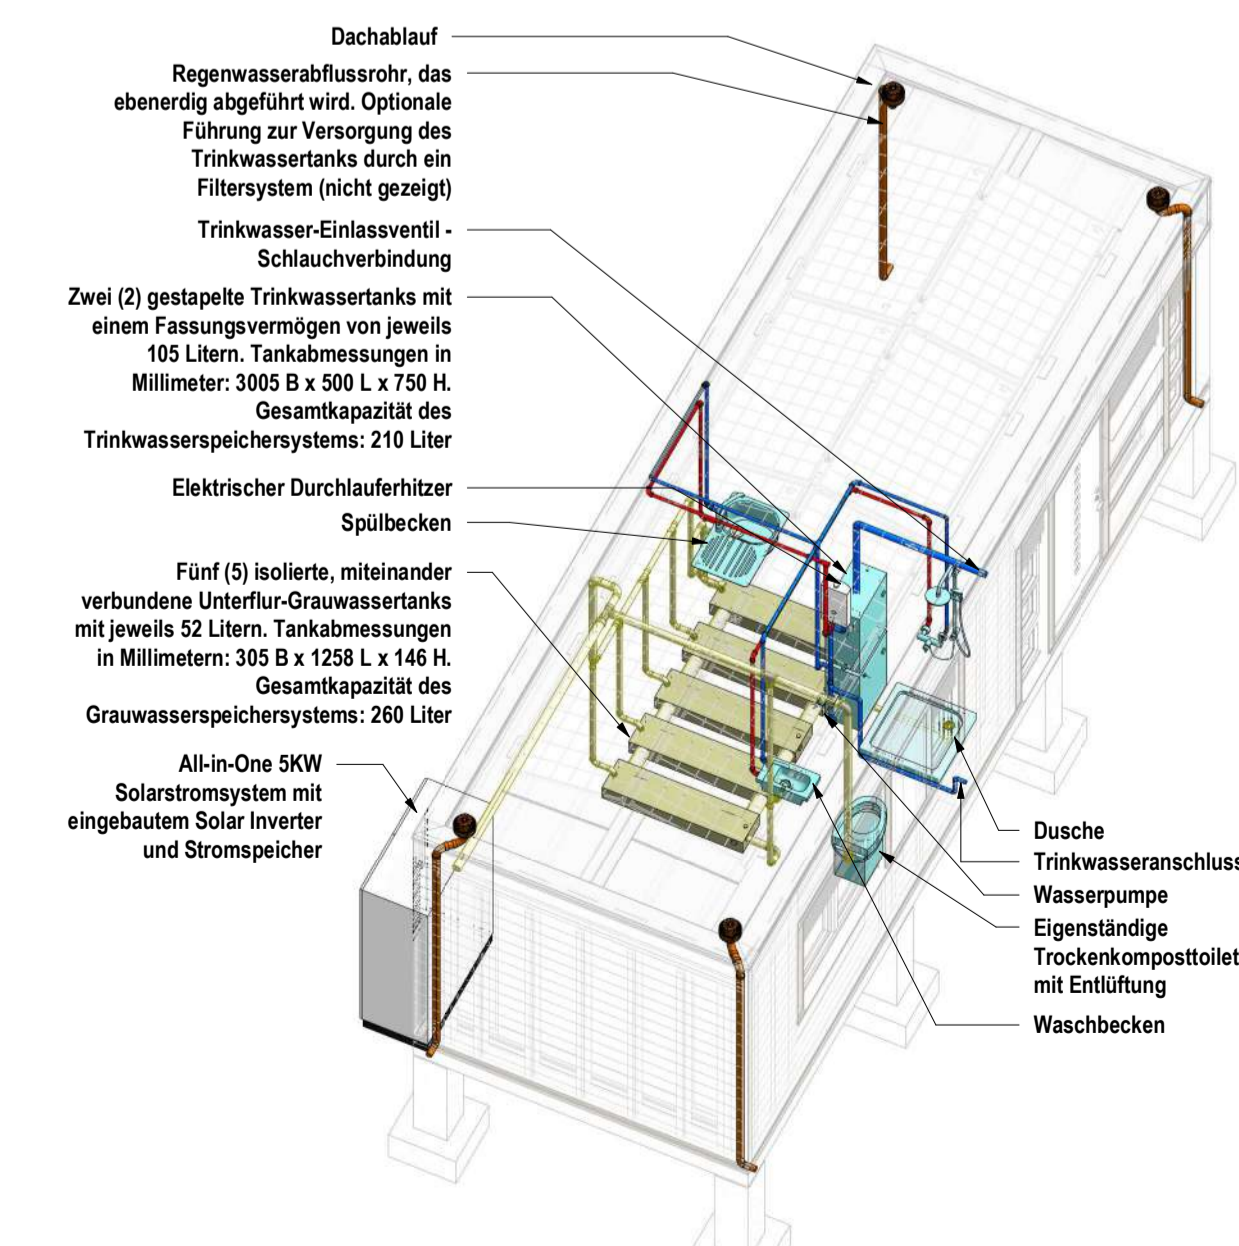 Dachablauf
Regenwasserabflussrohr, das
ebenerdig abgeführt wird. Optionale
Führung zur Versorgung des
Trinkwassertanks durch ein
Filtersystem (nicht gezeigt)
Trinkwasser-Einlassventil -
Schlauchverbindung
Zwei (2) gestapelte Trinkwassertanks mit
einem Fassungsvermögen von jeweils
105 Litern. Tankabmessungen in
Millimeter: 3005 B x 500 L x 750 H.
Gesamtkapazität des
Trinkwasserspeichersystems: 210 Liter
Elektrischer Durchlauferhitzer
Spülbecken
Fünf (5) isolierte, miteinander
verbundene Unterflur-Grauwassertanks
mit jeweils 52 Litern. Tankabmessungen
in Millimetern: 305 B x 1258 L x 146 H.
Gesamtkapazität des
Grauwasserspeichersystems: 260 Liter
All-in-One 5KW
Solarstromsystem mit
eingebautem Solar Inverter
und Stromspeicher
Dusche
Trinkwasseranschluss
Wasserpumpe
Eigenständige
Trockenkomposttoilet
mit Entlüftung
Waschbecken